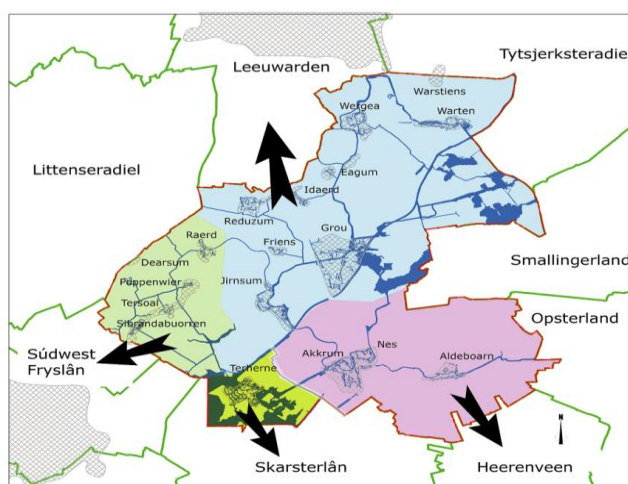 Leeuwarden
Tytsjerksteradiel
Warstiens
Wergea
Warten
Littenseradiel
Eagum
Idaerd
Reduzum
Raerd
Friens
Grou
Dearsum
Smallingerland
Poppenwier
Jirnsum
Tersoal
Sibrandabuorren
Opsterland
Súdwest
Fryslân
Terherne
Akkrum
Nes
Aldeboarn
N
Skarsterlân
Heerenveen